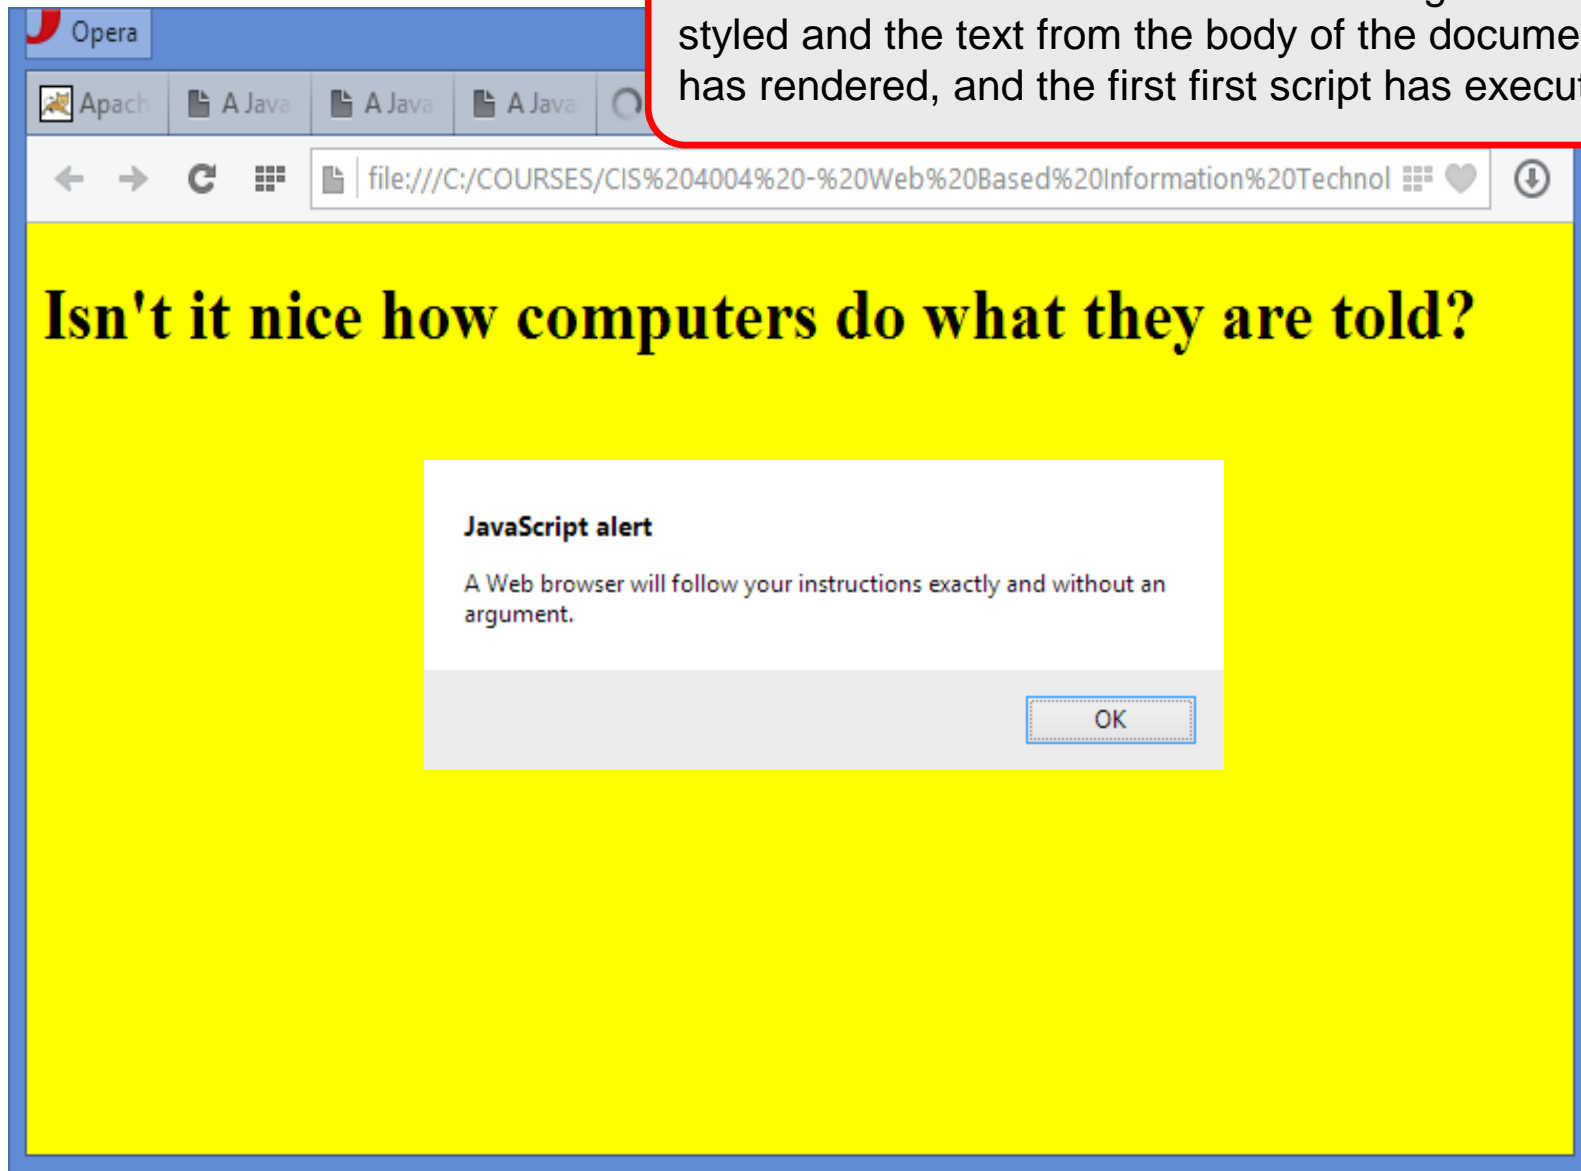 styled and the text from the body of the docume
has rendered, and the first first script has execut
Opera
Apach
A Java
A Java
A Java
file:///C:/COURSES/CIS%204004%20-%20Web%20Based%20Information%20Technol
Isn't it nice how computers do what they are told?
JavaScript alert
A Web browser will follow your instructions exactly and without an
argument.
OK